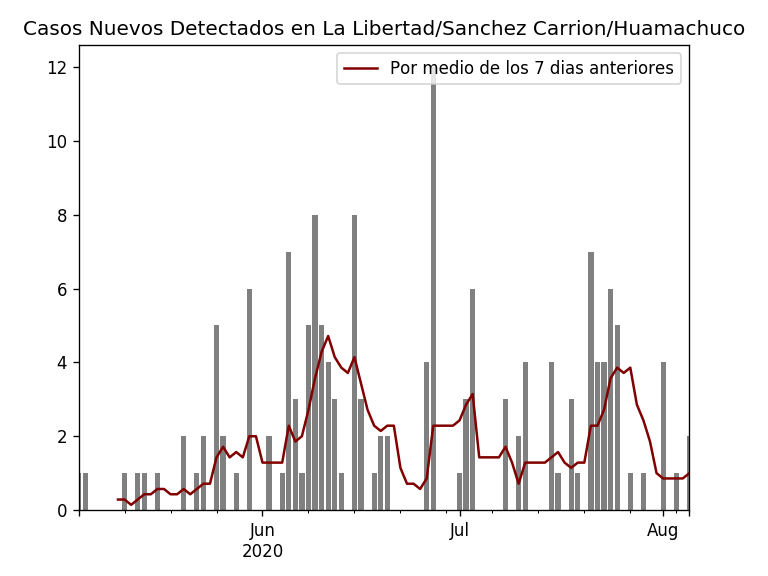 Casos Nuevos Detectados en La Libertad/Sanchez Carrion/Huamachuco
Por medio de los 7 dias anteriores
12
10
8
6
4
2
0
Jun
2020
Jul
Aug